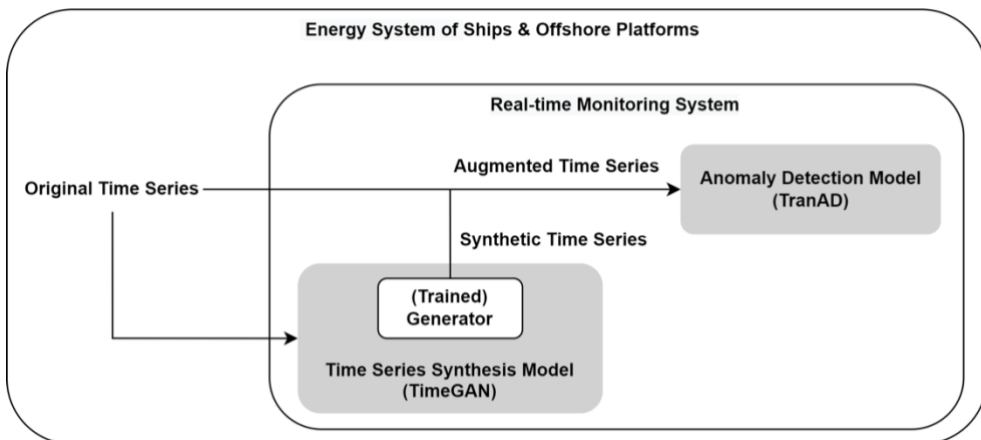 Energy System of Ships & Offshore Platforms
Real-time Monitoring System
Augmented Time Series
Original Time Series
Anomaly Detection Model
(TranAD)
Synthetic Time Series
(Trained)
Generator
Time Series Synthesis Model
(TimeGAN)